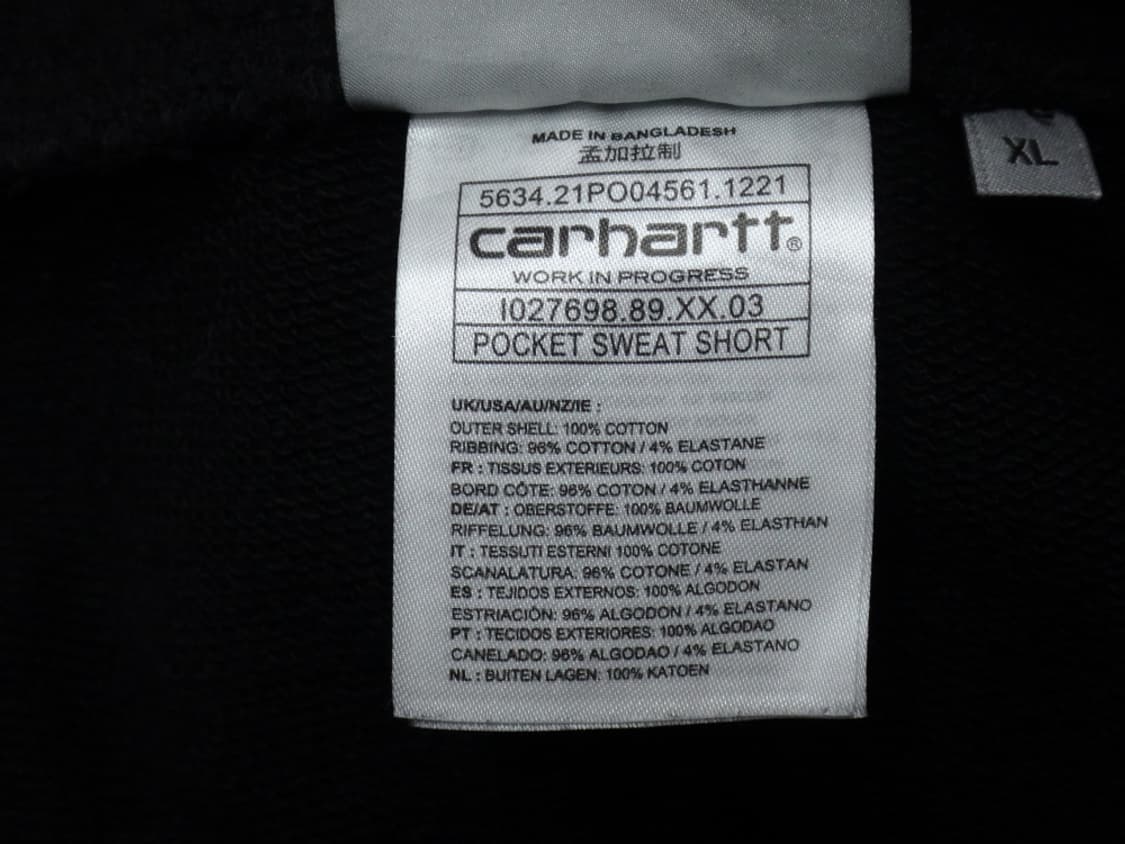 MADE IN BANGLADESH
孟加拉制
5634.21PO04561.1221
carhartt®
WORK IN PROGRESS
I027698.89.XX.03
POCKET SWEAT SHORT
XL
UK/USA/AU/NZ/IE :
OUTER SHELL: 100% COTTON
RIBBING: 96% COTTON / 4% ELASTANE
FR : TISSUS EXTERIEURS: 100% COTON
BORD CÔTE: 96% COTON / 4% ELASTHANNE
DE/AT : OBERSTOFFE: 100% BAUMWOLLE
RIFFELUNG: 96% BAUMWOLLE / 4% ELASTHAN
IT : TESSUTI ESTERNI 100% COTONE
SCANALATURA: 96% COTONE / 4% ELASTAN
ES : TEJIDOS EXTERNOS: 100% ALGODON
ESTRIACIÓN: 96% ALGODON / 4% ELASTANO
PT : TECIDOS EXTERIORES: 100% ALGODAO
CANELADO: 96% ALGODAO / 4% ELASTANO
NL : BUITEN LAGEN: 100% KATOEN